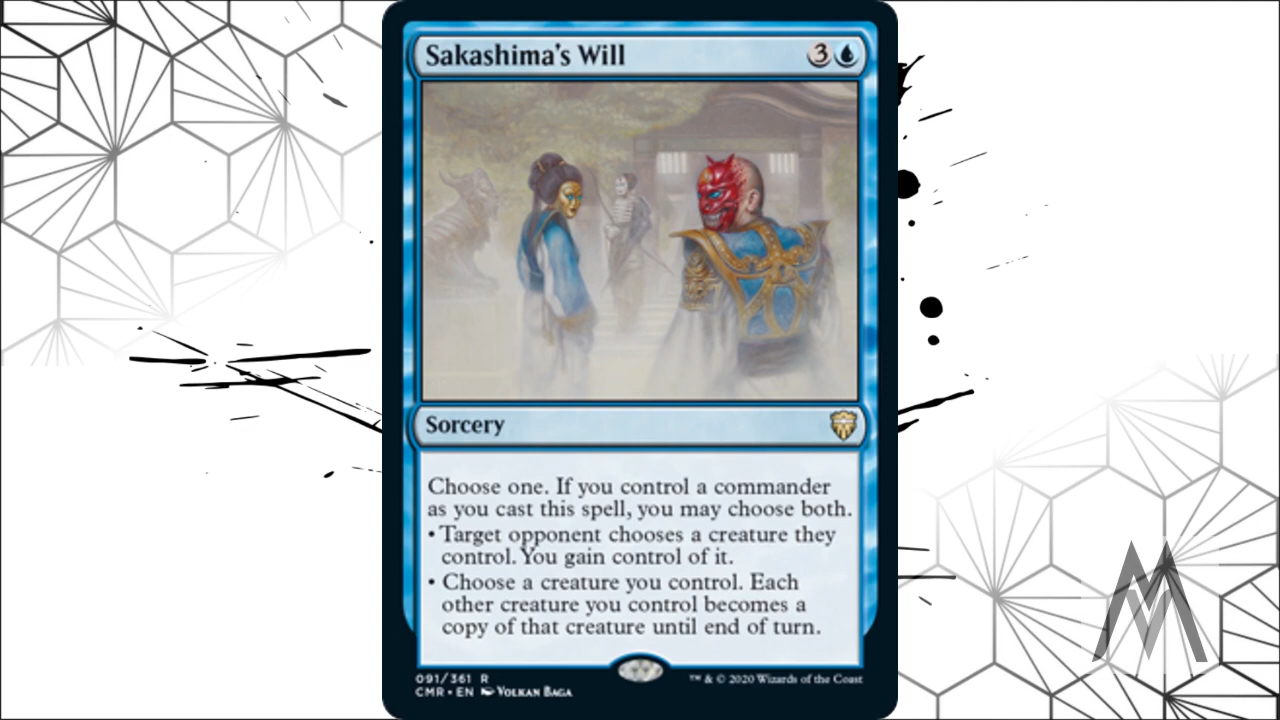 Sakashima's Will 3
Sorcery
Choose one. If you control a commander
as you cast this spell, you may choose both.
• Target opponent chooses a creature they
control. You gain control of it.
• Choose a creature you control. Each
other creature you control becomes a
copy of that creature until end of turn.
091/361 R
CMR • EN Volkan Baga
™ & © 2020 Wizards of the Coast